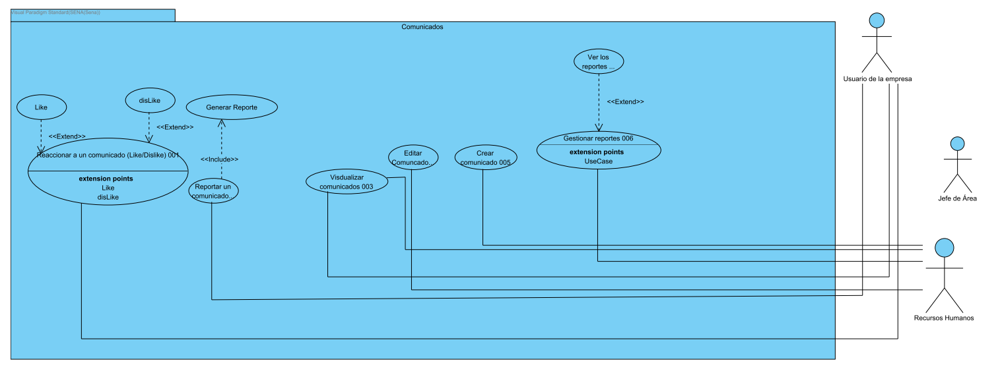 Visual Paradigm Standard(SENA(Sena))
Comunicados
Usuario de la empresa
Ver los
reportes ...
Like
disLike
Generar Reporte
<<Extend>>
<<Extend>>
<<Extend>>
Reaccionar a un comunicado (Like/Dislike) 001
extension points
Like
disLike
<<Include>>
Reportar un
comunicado...
Visdualizar
comunicados 003
Editar
Comuncado...
Crear
comunicado 005
Gestionar reportes 006
extension points
UseCase
Jefe de Área
Recursos Humanos